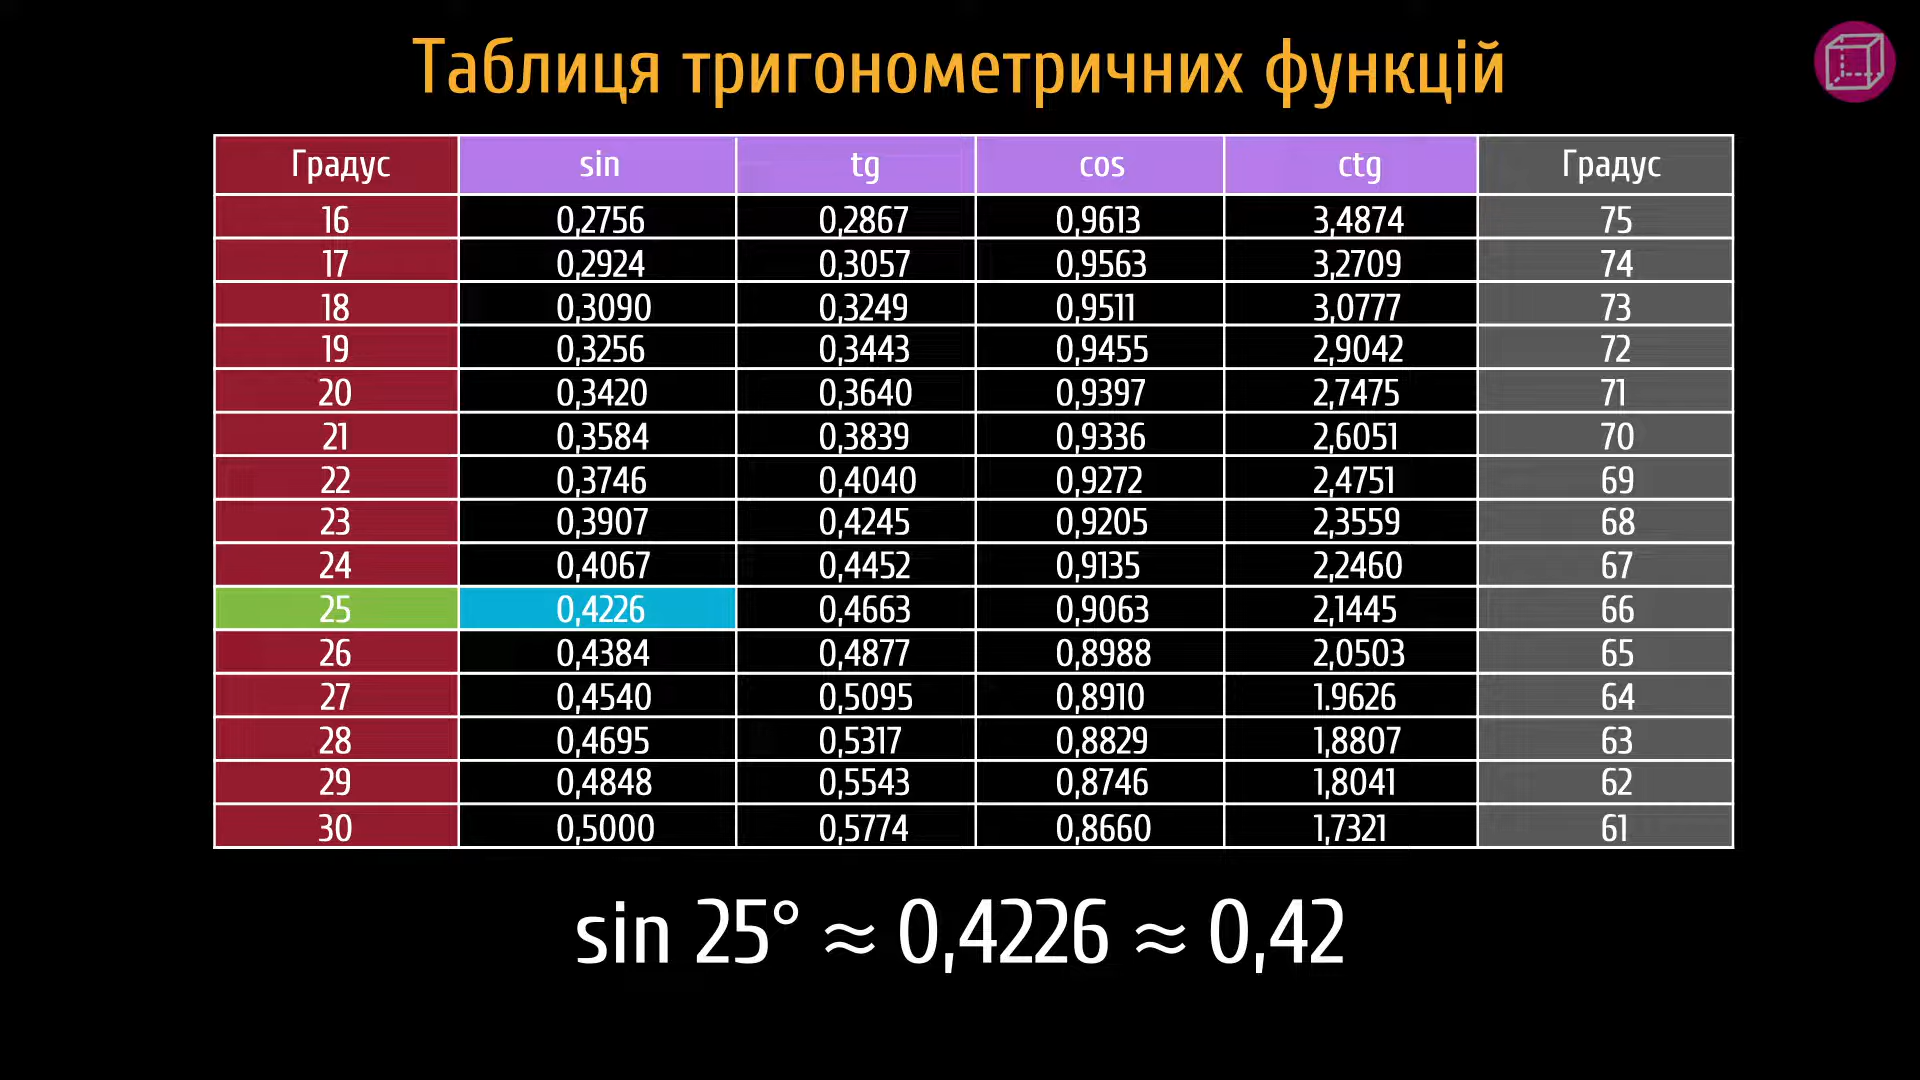 Таблиця тригонометричних функцій
Градус sin tg cos ctg Градус
16 0,2756 0,2867 0,9613 3,4874 75
17 0,2924 0,3057 0,9563 3,2709 74
18 0,3090 0,3249 0,9511 3,0777 73
19 0,3256 0,3443 0,9455 2,9042 72
20 0,3420 0,3640 0,9397 2,7475 71
21 0,3584 0,3839 0,9336 2,6051 70
22 0,3746 0,4040 0,9272 2,4751 69
23 0,3907 0,4245 0,9205 2,3559 68
24 0,4067 0,4452 0,9135 2,2460 67
25 0,4226 0,4663 0,9063 2,1445 66
26 0,4384 0,4877 0,8988 2,0503 65
27 0,4540 0,5095 0,8910 1.9626 64
28 0,4695 0,5317 0,8829 1,8807 63
29 0,4848 0,5543 0,8746 1,8041 62
30 0,5000 0,5774 0,8660 1,7321 61
sin 25° ≈ 0,4226 ≈ 0,42